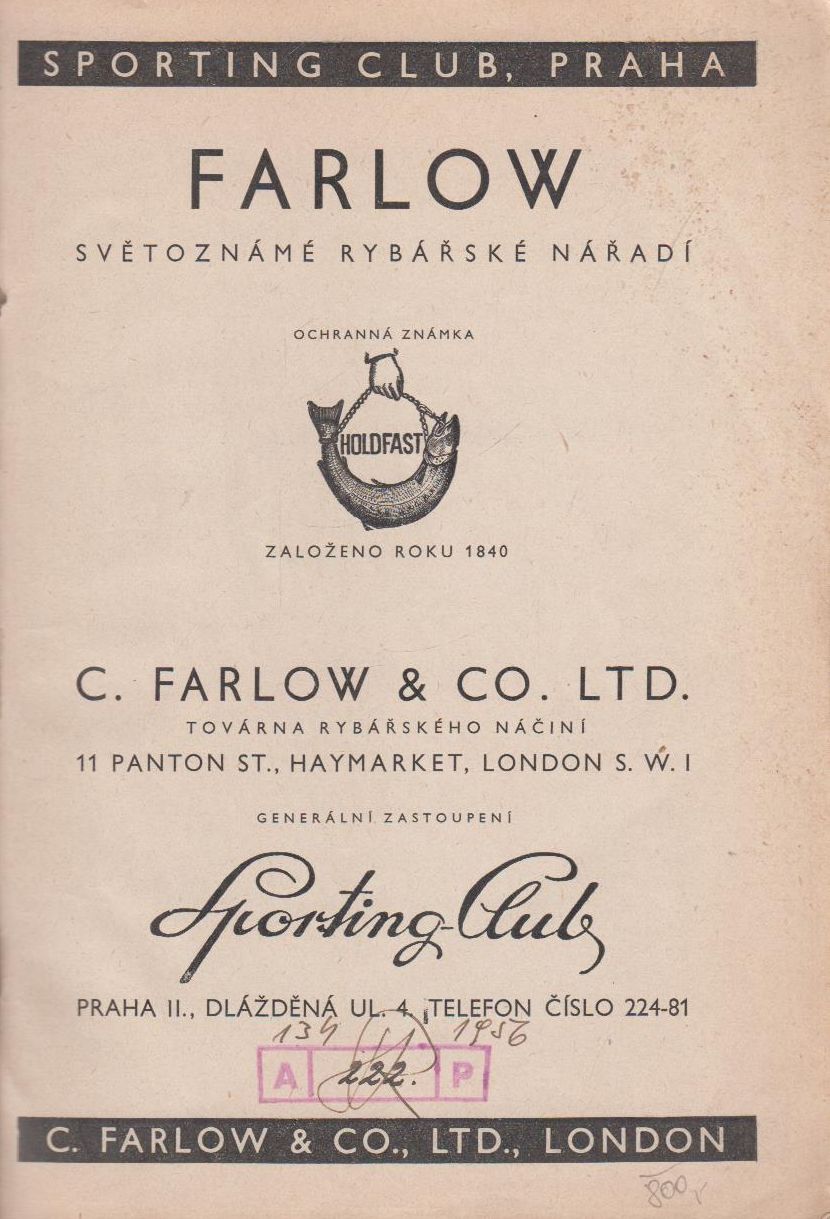 SPORTING CLUB, PRAHA
FARLOW
SVĚTOZNÁMÉ RYBÁŘSKÉ NÁŘADÍ
OCHRANNÁ ZNÁMKA
HOLDFAST
ZALOŽENO ROKU 1840
C. FARLOW & CO. LTD.
TOVÁRNA RYBÁŘSKÉHO NÁČINÍ
11 PANTON ST., HAYMARKET, LONDON S. W. I
GENERÁLNÍ ZASTOUPENÍ
Sporting-Club
PRAHA II., DLÁŽDĚNÁ UL. 4, TELEFON ČÍSLO 224-81
134 1956
A 222. P
C. FARLOW & CO., LTD., LONDON
800,-